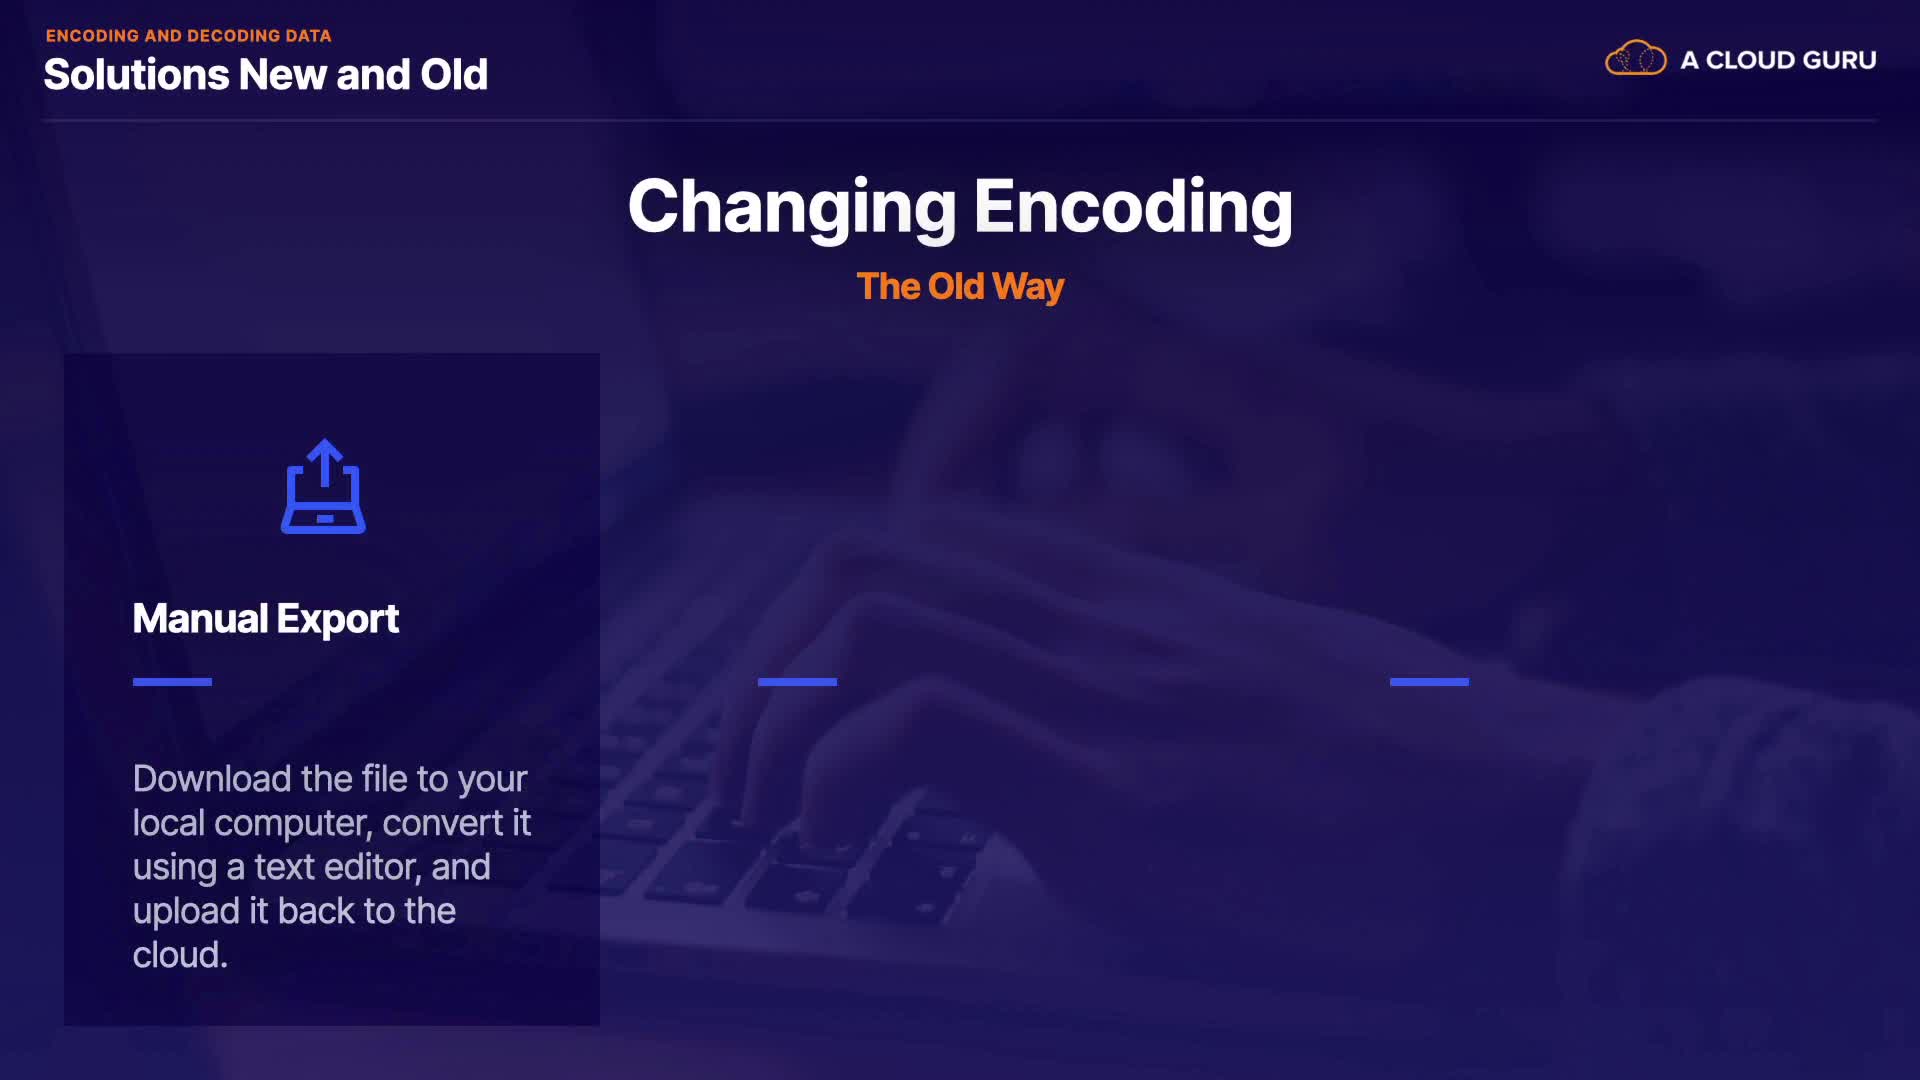 ENCODING AND DECODING DATA
Solutions New and Old
A CLOUD GURU
Changing Encoding
The Old Way
Manual Export
Download the file to your
local computer, convert it
using a text editor, and
upload it back to the
cloud.